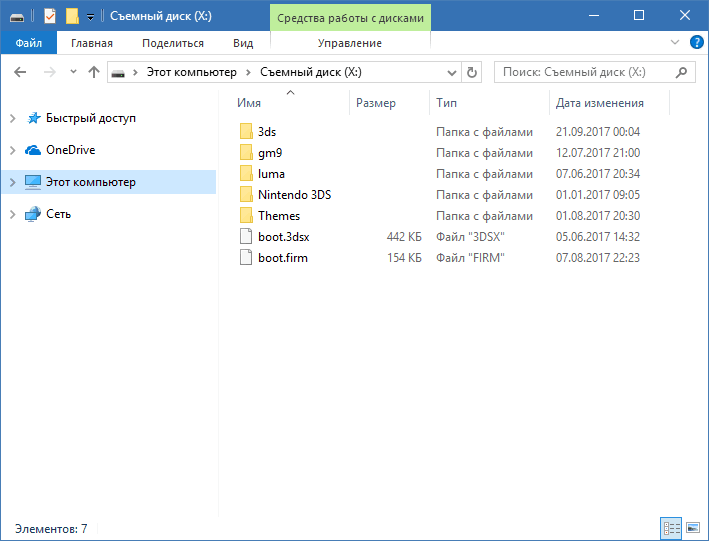 Съемный диск (X:)
Средства работы с дисками
Файл Главная Поделиться Вид Управление
Этот компьютер Съемный диск (X:) Поиск: Съемный диск (X:)
Имя Размер Тип Дата изменения
Быстрый доступ
OneDrive
Этот компьютер
Сеть
3ds Папка с файлами 21.09.2017 00:04
gm9 Папка с файлами 12.07.2017 21:00
luma Папка с файлами 07.06.2017 20:34
Nintendo 3DS Папка с файлами 01.01.2017 09:05
Themes Папка с файлами 01.08.2017 20:30
boot.3dsx 442 КБ Файл "3DSX" 05.06.2017 14:32
boot.firm 154 КБ Файл "FIRM" 07.08.2017 22:23
Элементов: 7